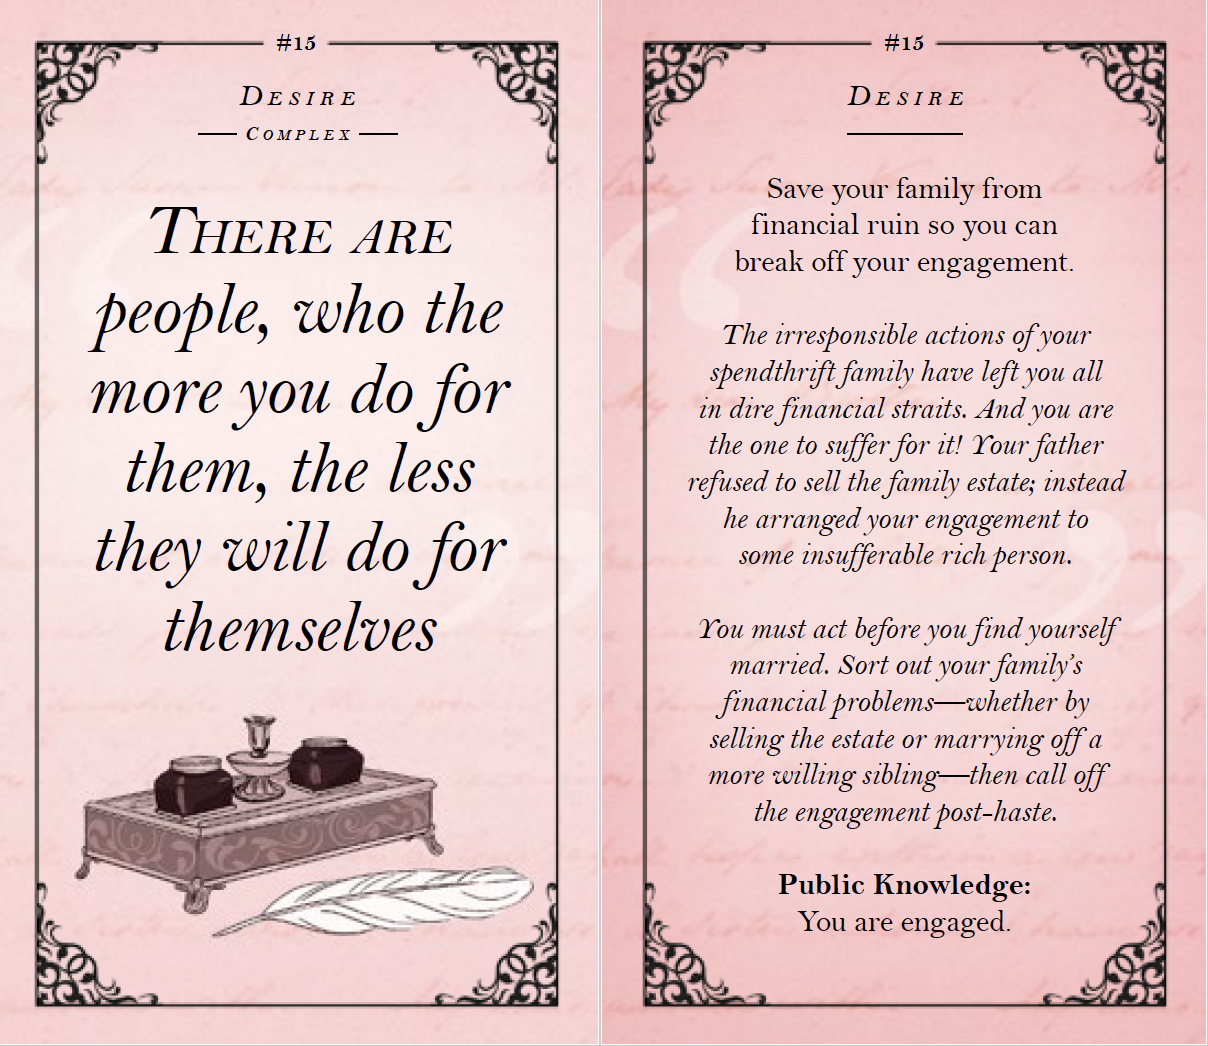 #15
DESIRE
COMPLEX
THERE ARE
people, who the
more you do for
them, the less
they will do for
themselves
#15
DESIRE
Save your family from
financial ruin so you can
break off your engagement.
The irresponsible actions of your
spendthrift family have left you all
in dire financial straits. And you are
the one to suffer for it! Your father
refused to sell the family estate; instead
he arranged your engagement to
some insufferable rich person.
You must act before you find yourself
married. Sort out your family's
financial problems—whether by
selling the estate or marrying off a
more willing sibling—then call off
the engagement post-haste.
Public Knowledge:
You are engaged.